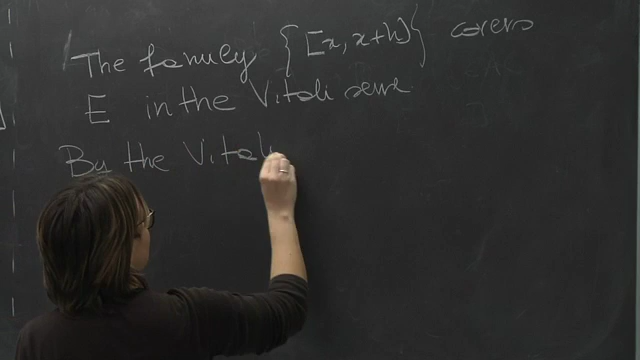 The family {[x, x+h]} covers
E in the Vitali sense
By the Vitali